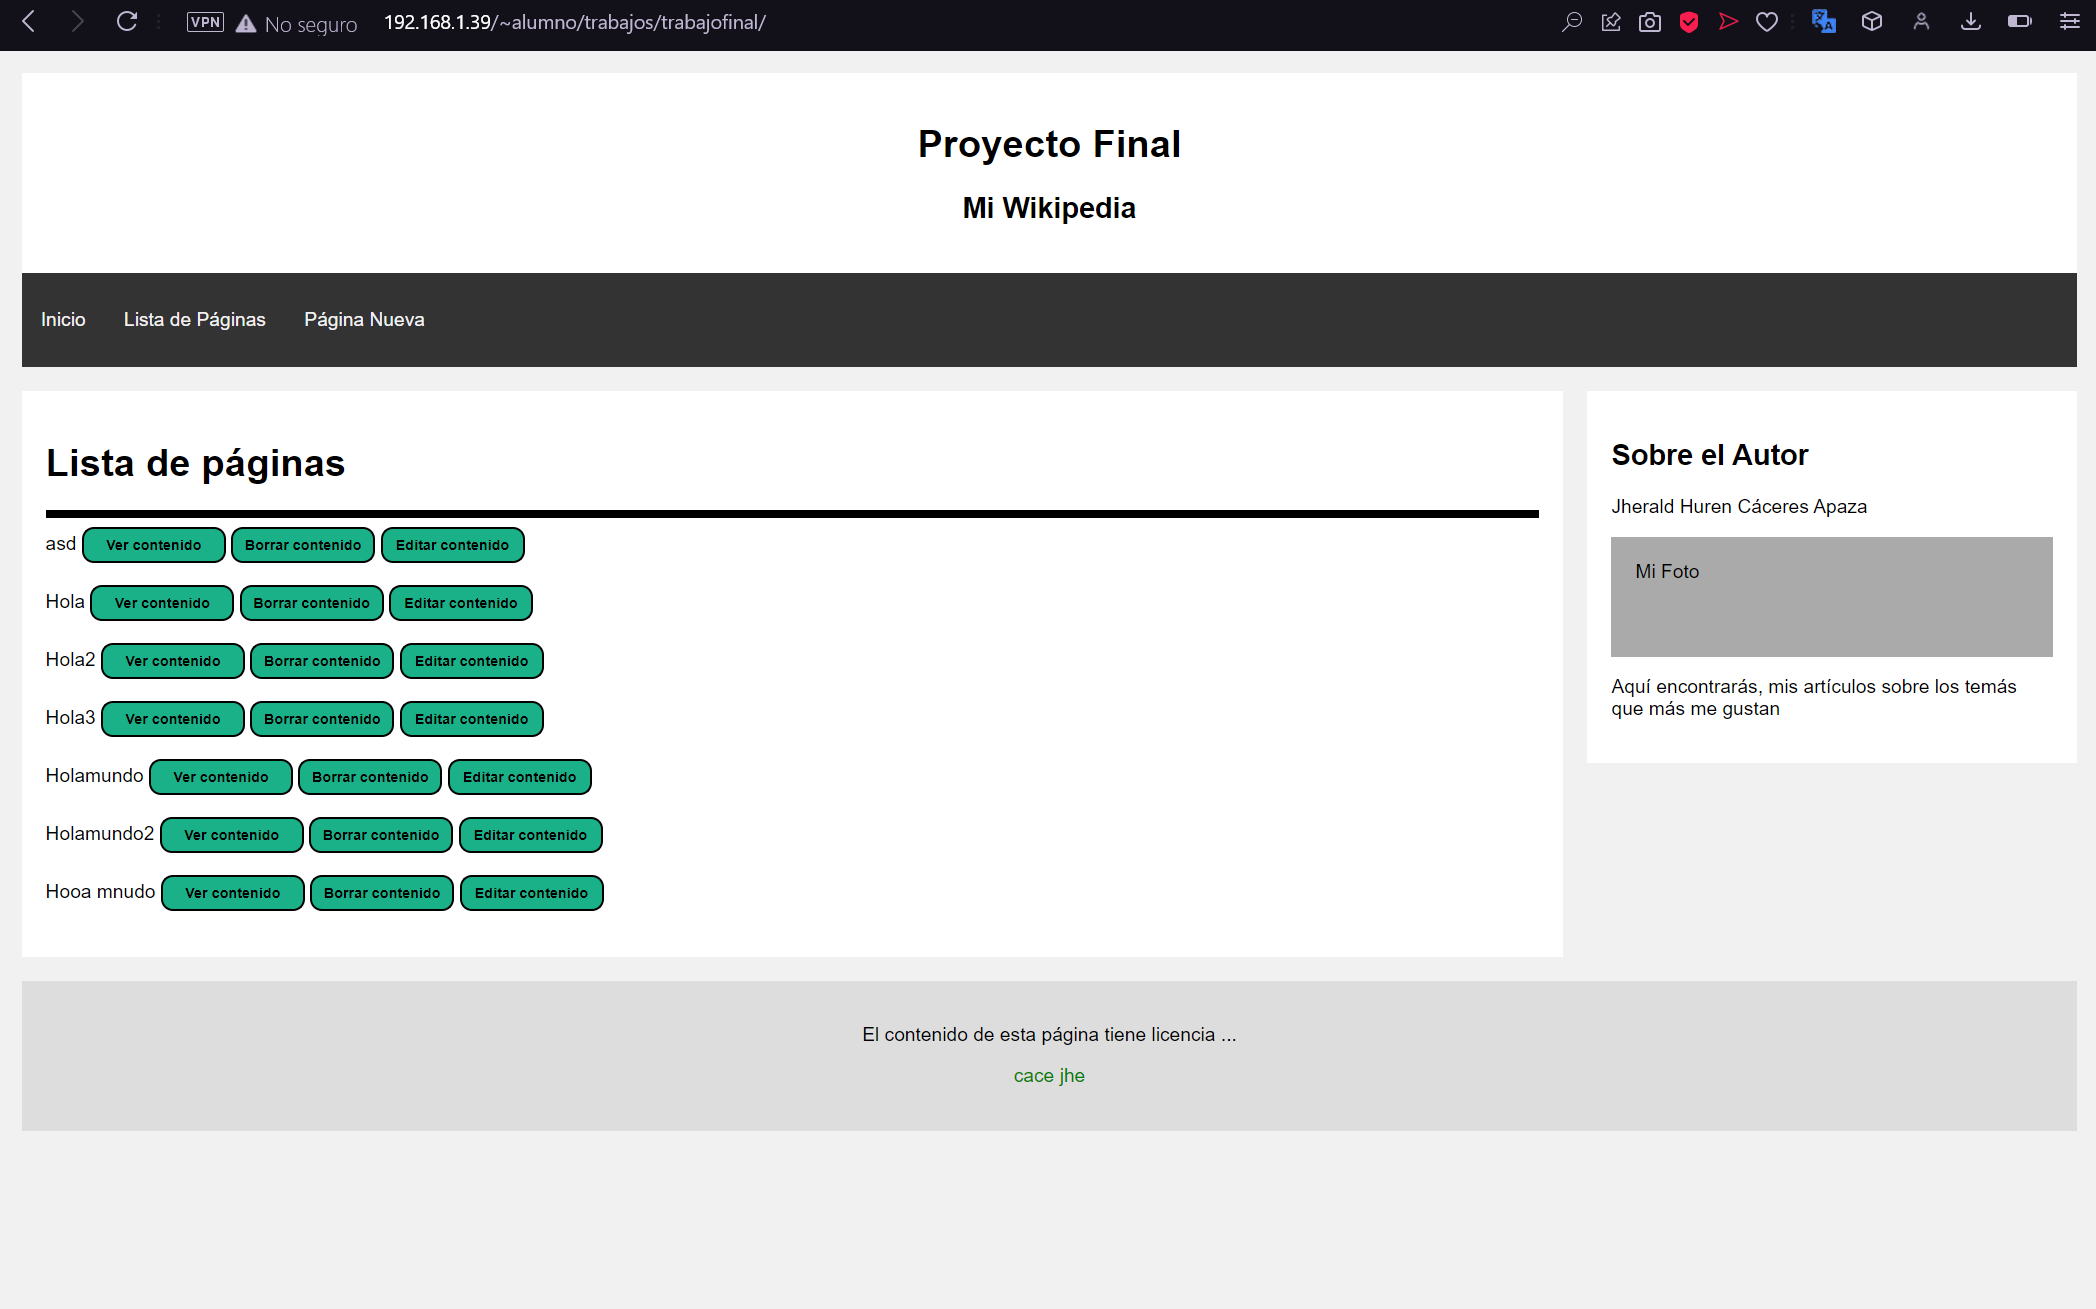 VPN No seguro 192.168.1.39/~alumno/trabajos/trabajofinal/
Proyecto Final
Mi Wikipedia
Inicio Lista de Páginas Página Nueva
Lista de páginas
asd Ver contenido Borrar contenido Editar contenido
Hola Ver contenido Borrar contenido Editar contenido
Hola2 Ver contenido Borrar contenido Editar contenido
Hola3 Ver contenido Borrar contenido Editar contenido
Holamundo Ver contenido Borrar contenido Editar contenido
Holamundo2 Ver contenido Borrar contenido Editar contenido
Hooa mnudo Ver contenido Borrar contenido Editar contenido
Sobre el Autor
Jherald Huren Cáceres Apaza
Mi Foto
Aquí encontrarás, mis artículos sobre los temás
que más me gustan
El contenido de esta página tiene licencia ...
cace jhe